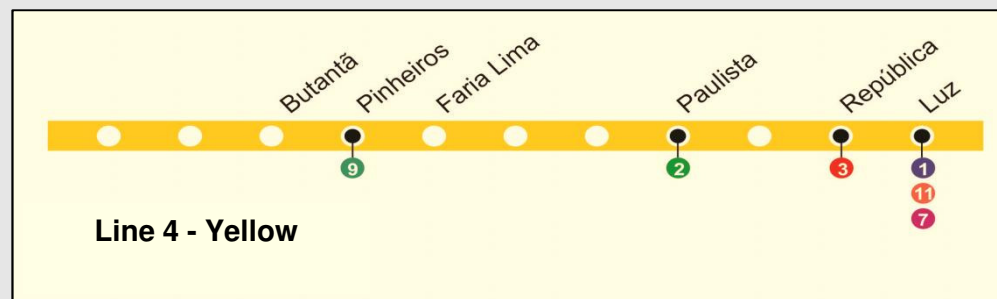 Butantã
Pinheiros
Faria Lima
Paulista
República
Luz
9
2
3
1
11
7
Line 4 - Yellow